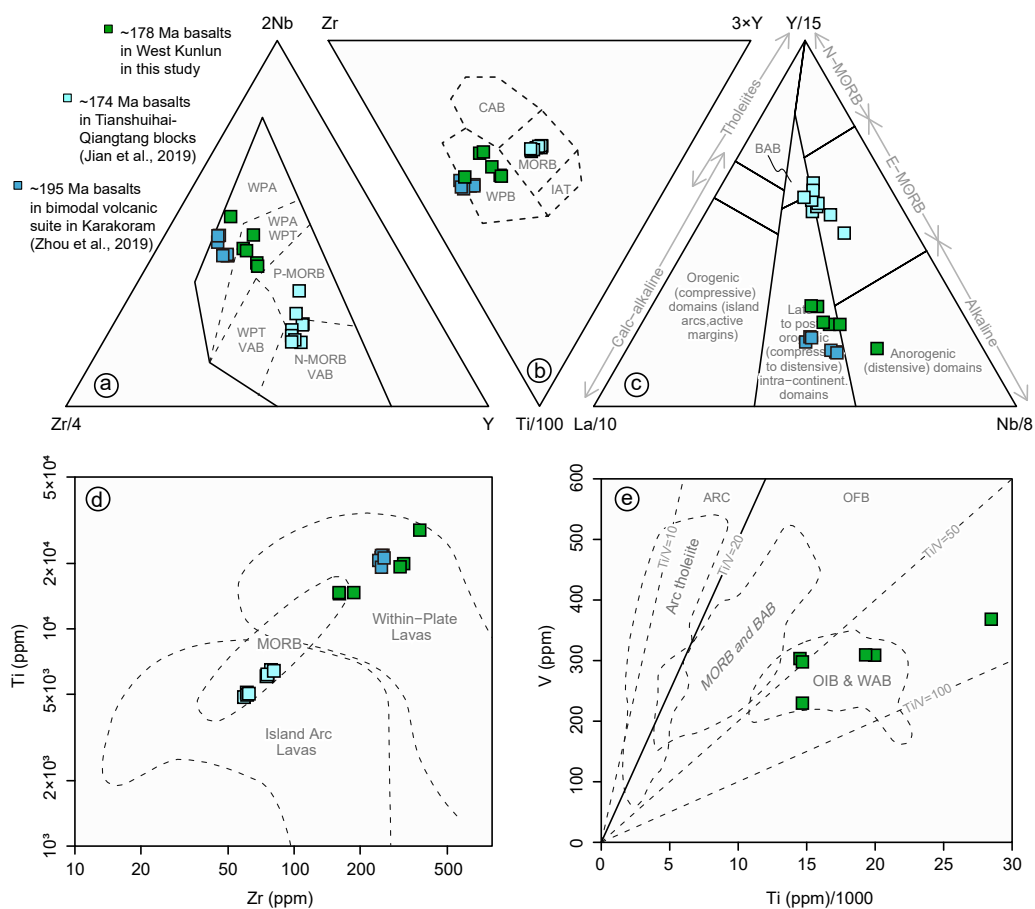 ~178 Ma basalts
in West Kunlun
in this study
~174 Ma basalts
in Tianshuihai-
Qiangtang blocks
(Jian et al., 2019)
~195 Ma basalts
in bimodal volcanic
suite in Karakoram
(Zhou et al., 2019)
2Nb
WPA
WPA
WPT
P-MORB
WPT
VAB
N-MORB
VAB
a
Zr/4
Y
Zr
3×Y
CAB
MORB
WPB
IAT
b
Ti/100
Y/15
Tholeiites
N-MORB
BAB
E-MORB
Calc-alkaline
Alkaline
Orogenic
(compressive)
domains (island
arcs,active
margins)
Late
to post
(compressive
to distensive)
intra-continent.
domains
Anorogenic
(distensive) domains
c
La/10
Nb/8
d
Ti (ppm)
5×10⁴
2×10⁴
10⁴
5×10³
2×10³
10³
Within-Plate
Lavas
MORB
Island Arc
Lavas
10
20
50
100
200
500
Zr (ppm)
e
V (ppm)
600
500
400
300
200
100
0
ARC
OFB
Ti/V=10
Ti/V=20
Ti/V=50
Arc tholeiite
MORB and BAB
OIB & WAB
Ti/V=100
0
5
10
15
20
25
30
Ti (ppm)/1000